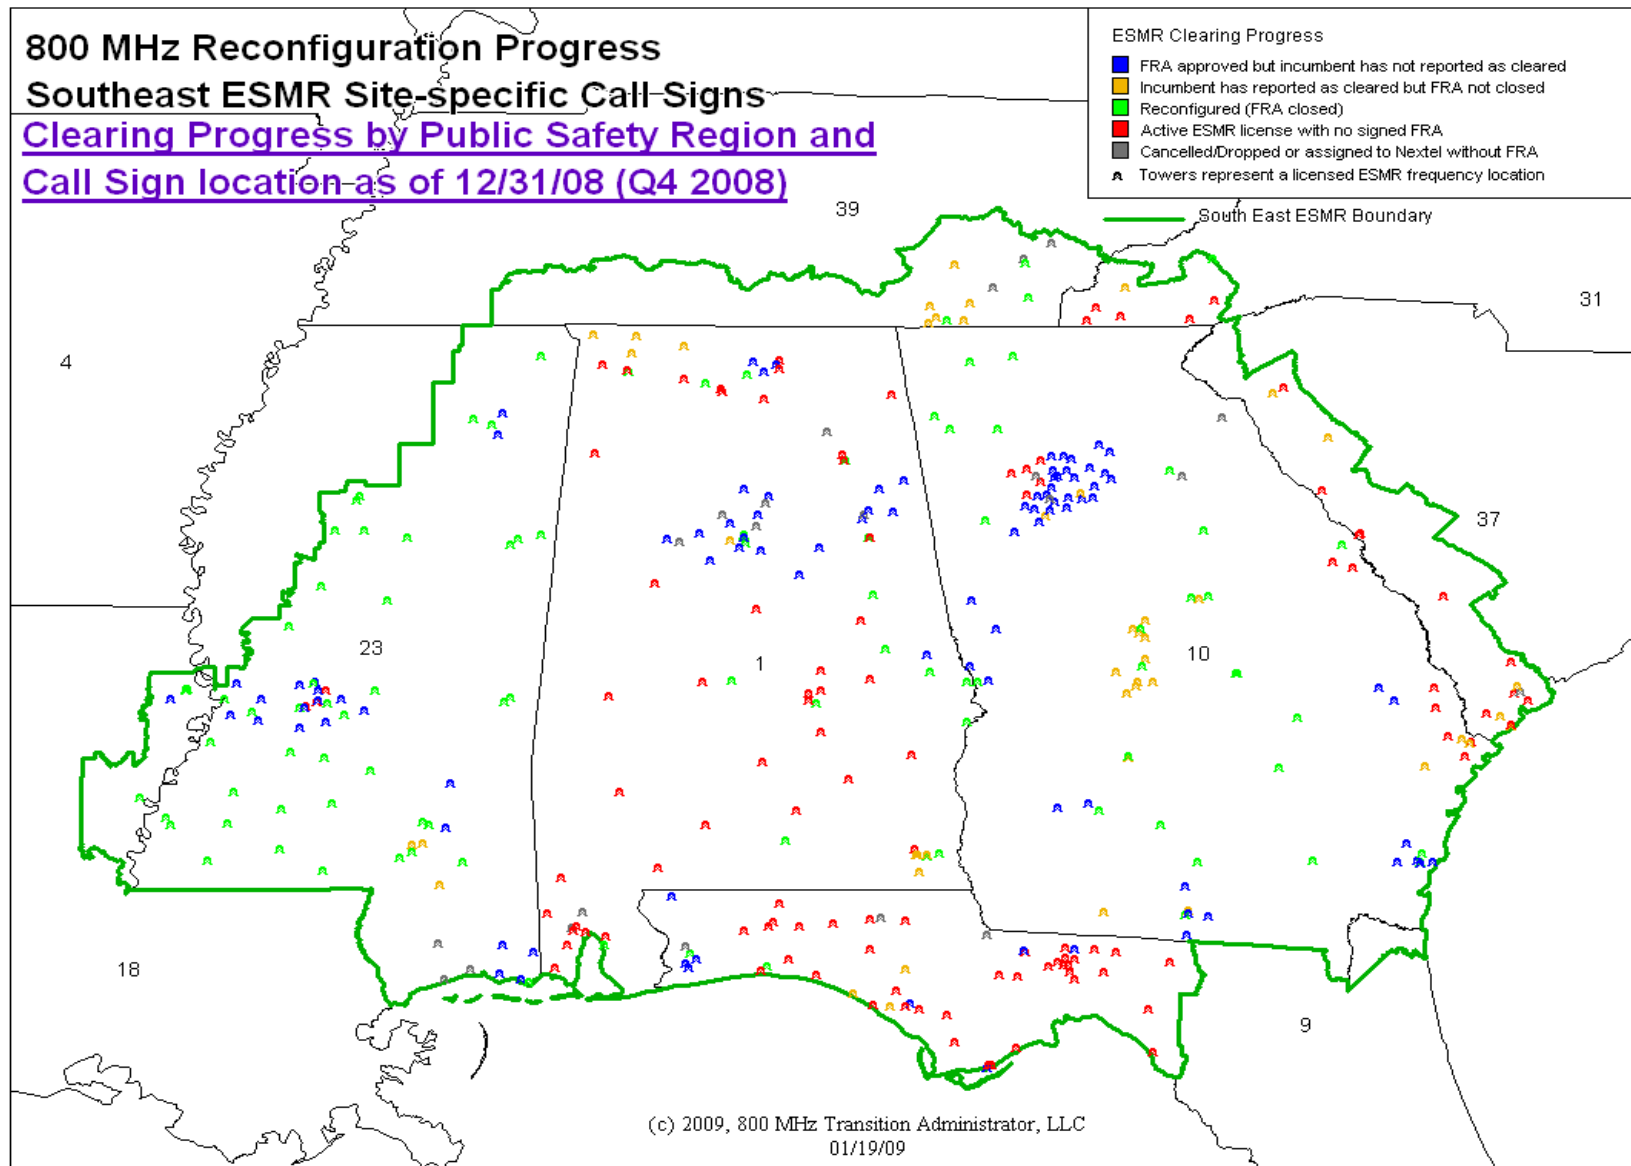 800 MHz Reconfiguration Progress
Southeast ESMR Site-specific Call Signs
Clearing Progress by Public Safety Region and
Call Sign location as of 12/31/08 (Q4 2008)
ESMR Clearing Progress
FRA approved but incumbent has not reported as cleared
Incumbent has reported as cleared but FRA not closed
Reconfigured (FRA closed)
Active ESMR license with no signed FRA
Cancelled/Dropped or assigned to Nextel without FRA
Towers represent a licensed ESMR frequency location
South East ESMR Boundary
39
31
4
37
23
1
10
18
9
(c) 2009, 800 MHz Transition Administrator, LLC
01/19/09